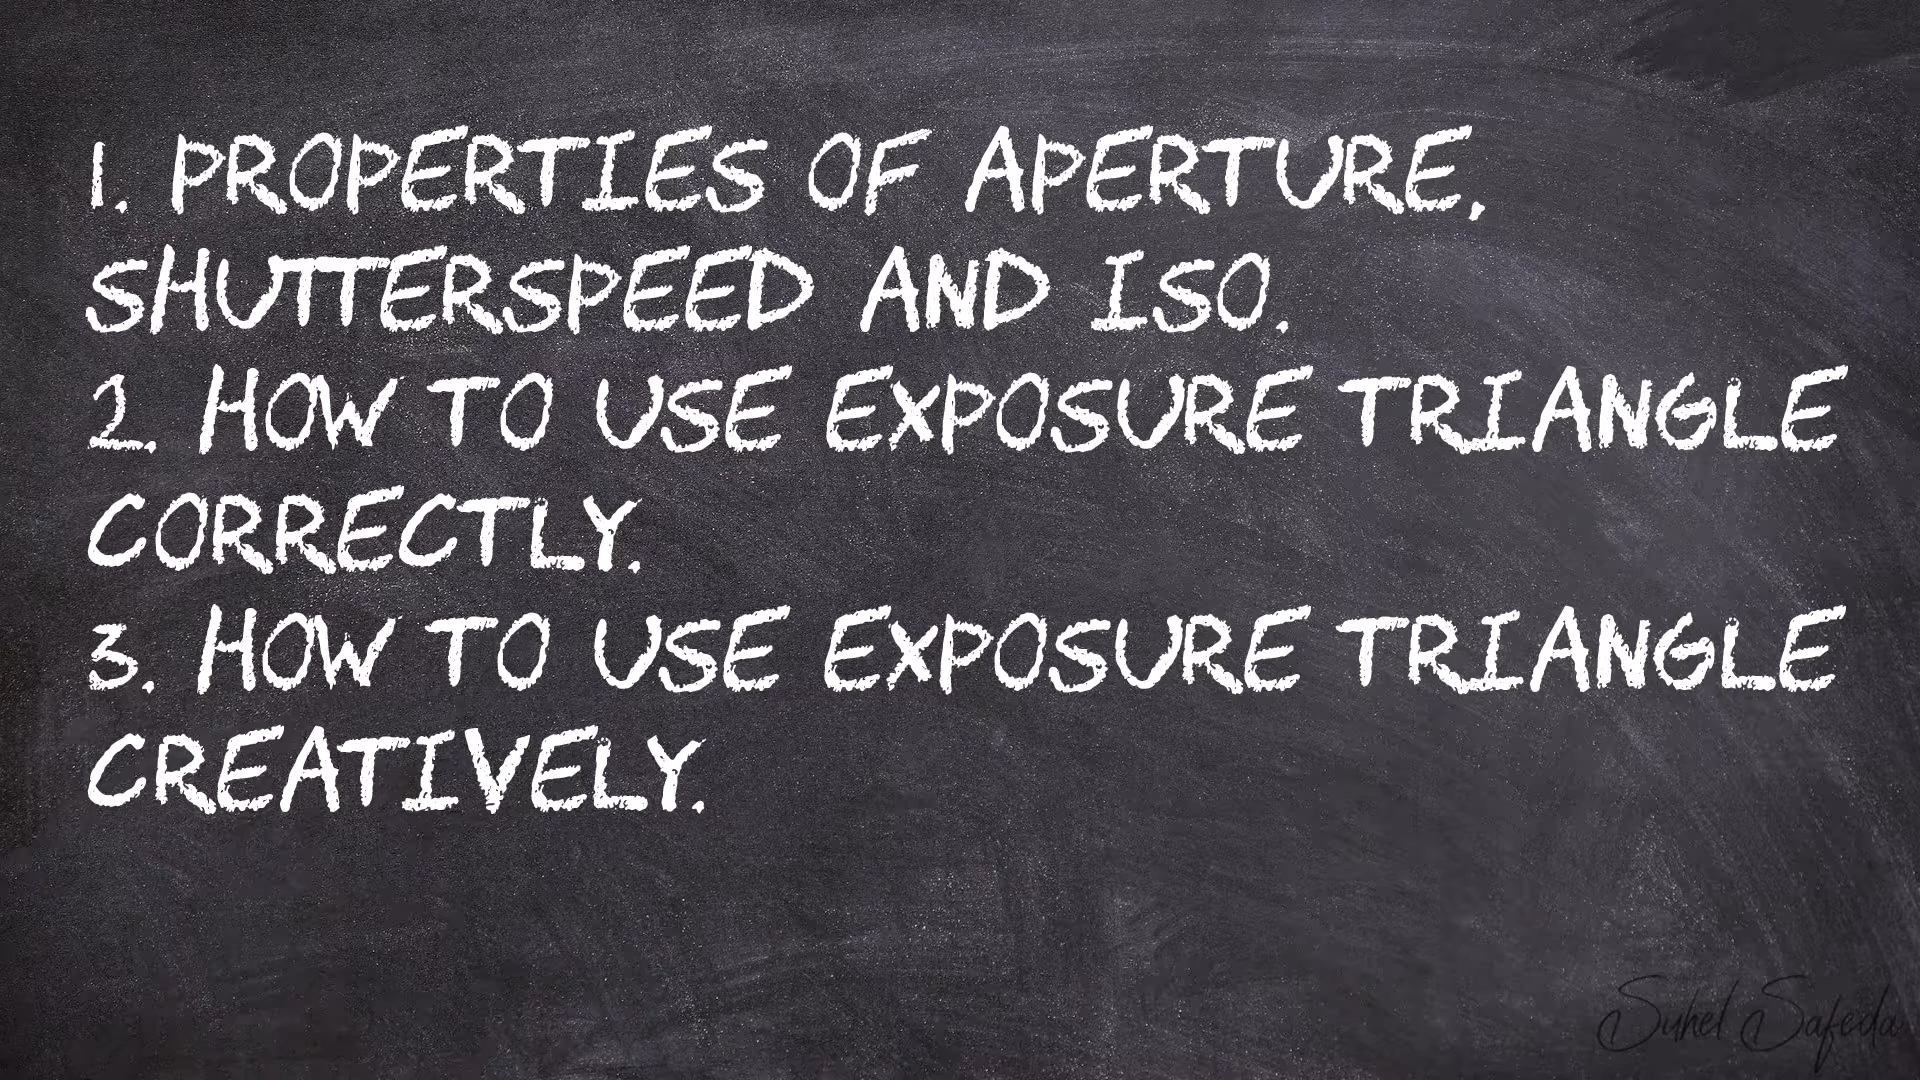 1. PROPERTIES OF APERTURE,
SHUTTERSPEED AND ISO.
2. HOW TO USE EXPOSURE TRIANGLE
CORRECTLY.
3. HOW TO USE EXPOSURE TRIANGLE
CREATIVELY.
Suhel Safeda